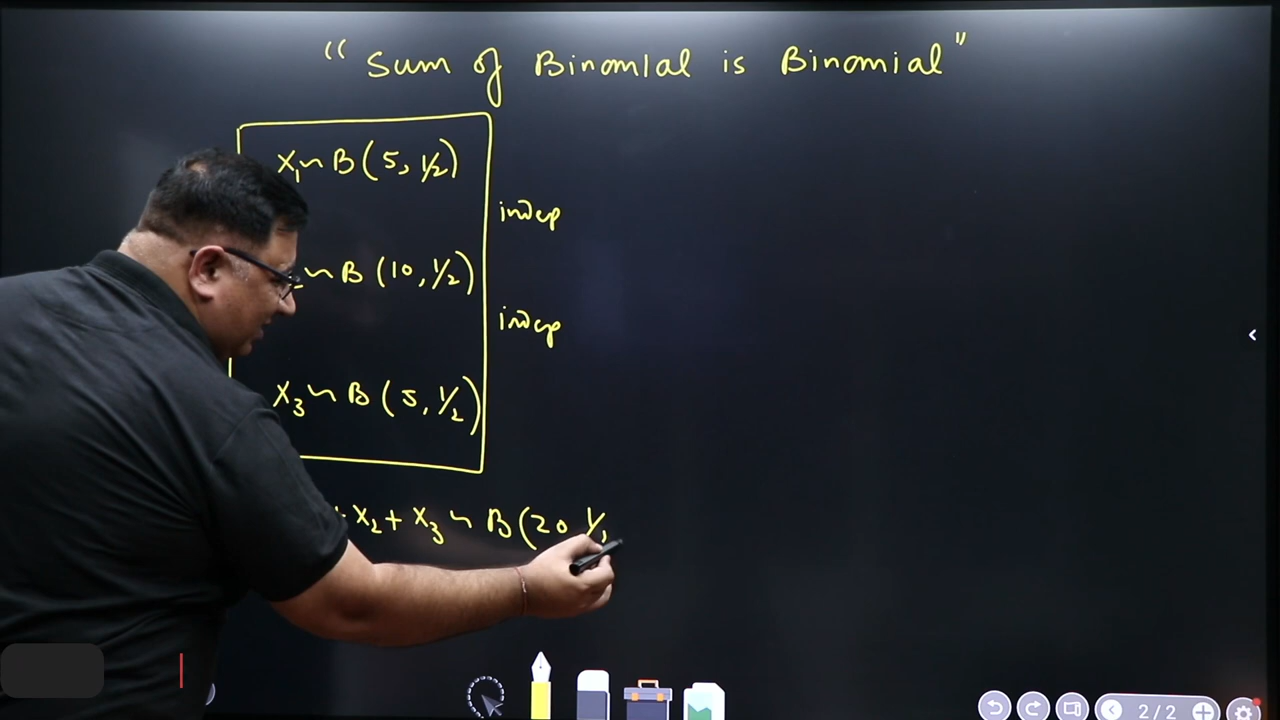 "Sum of Binomial is Binomial"
X₁ ~ B(5, 1/2)
indep
~ B(10, 1/2)
indep
X₃ ~ B(5, 1/2)
+ X₂ + X₃ ~ B(20
2/2